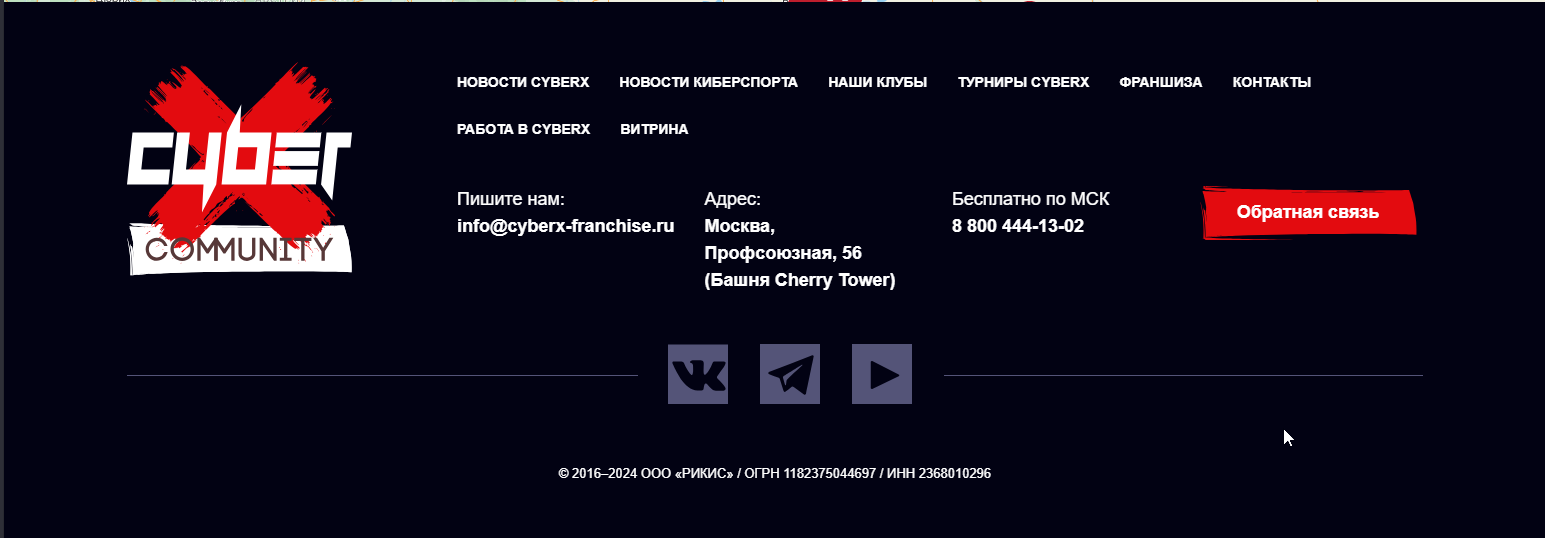 cyber
COMMUNITY
НОВОСТИ CYBERX НОВОСТИ КИБЕРСПОРТА НАШИ КЛУБЫ ТУРНИРЫ CYBERX ФРАНШИЗА КОНТАКТЫ
РАБОТА В CYBERX ВИТРИНА
Пишите нам:
info@cyberx-franchise.ru
Адрес:
Москва,
Профсоюзная, 56
(Башня Cherry Tower)
Бесплатно по МСК
8 800 444-13-02
Обратная связь
© 2016–2024 ООО «РИКИС» / ОГРН 1182375044697 / ИНН 2368010296